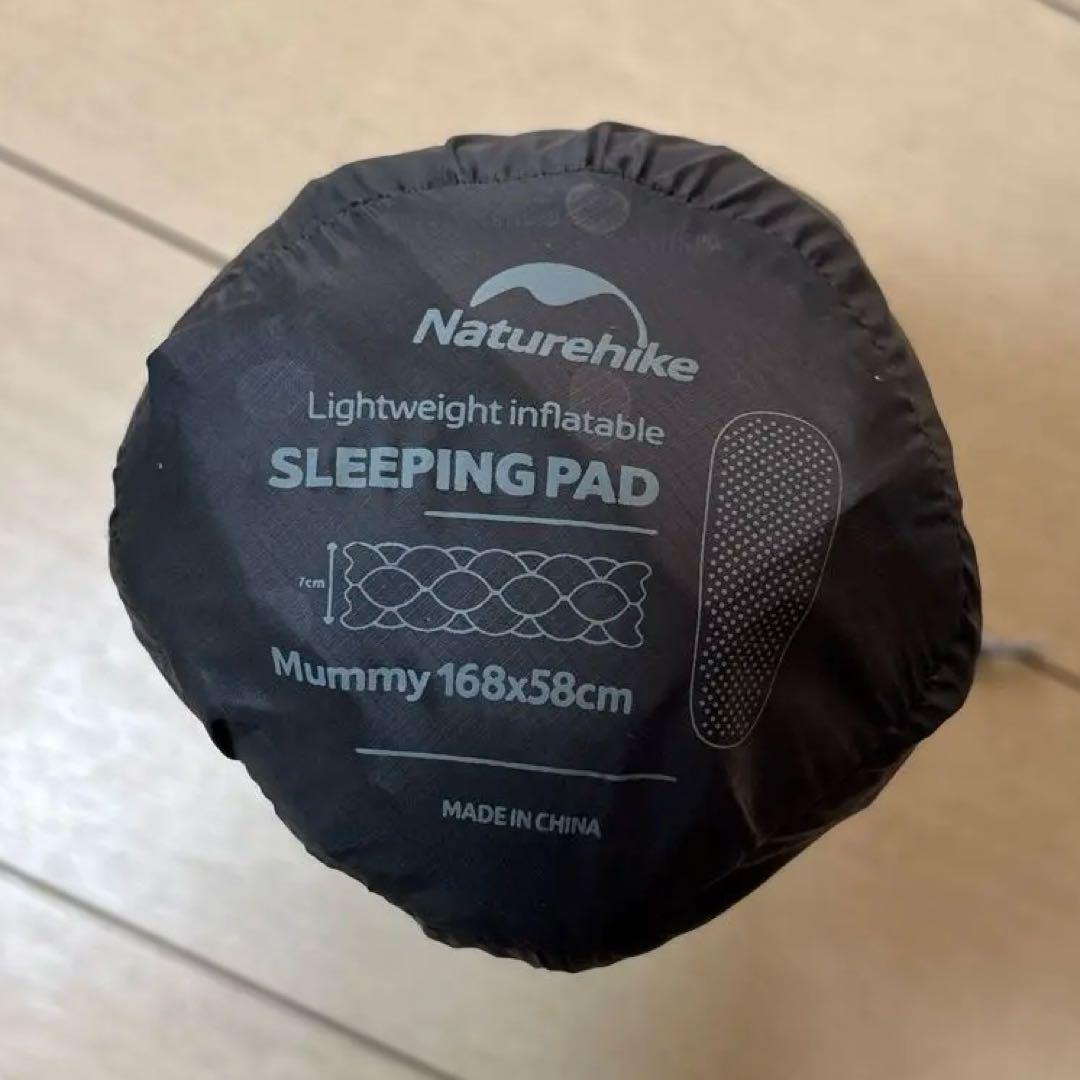 Naturehike
Lightweight inflatable
SLEEPING PAD
7cm
Mummy 168x58cm
MADE IN CHINA